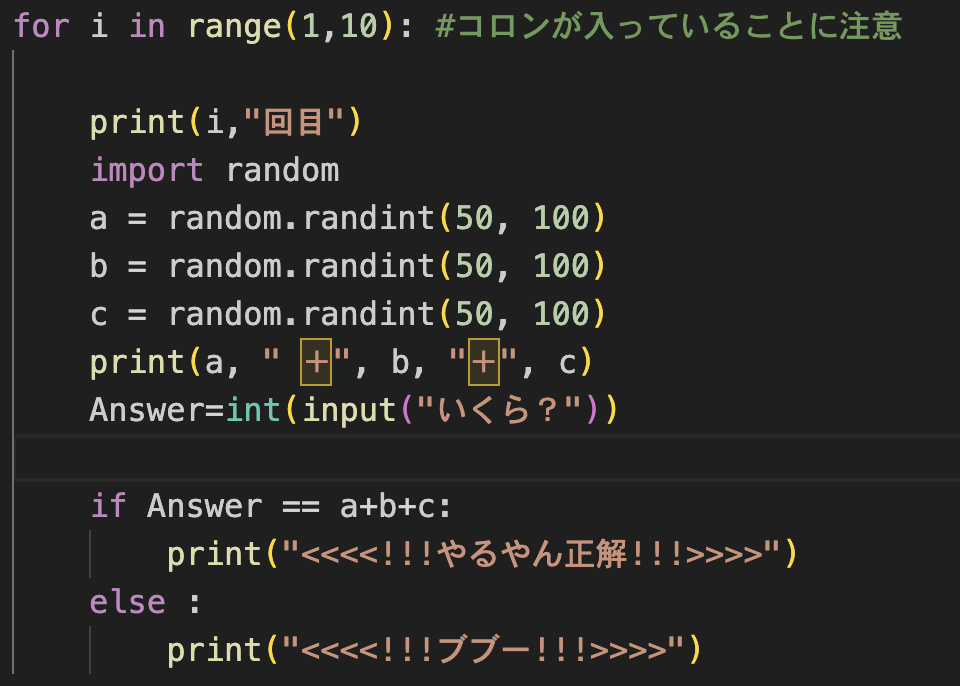 for i in range(1,10): #コロンが入っていることに注意
print(i,"回目")
import random
a = random.randint(50, 100)
b = random.randint(50, 100)
c = random.randint(50, 100)
print(a, " ＋", b, "＋", c)
Answer=int(input("いくら？"))
if Answer == a+b+c:
print("<<<<!!!やるやん正解!!!>>>>")
else :
print("<<<<!!!ブブー!!!>>>>")